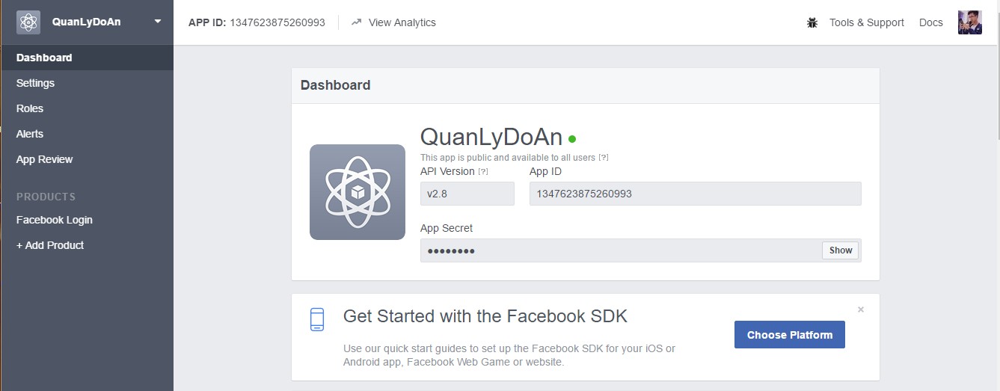 QuanLyDoAn
APP ID: 1347623875260993
View Analytics
Tools & Support
Docs
Dashboard
Settings
Roles
Alerts
App Review
PRODUCTS
Facebook Login
+ Add Product
Dashboard
QuanLyDoAn
This app is public and available to all users [?]
API Version [?]
App ID
v2.8
1347623875260993
App Secret
●●●●●●●●
Show
Get Started with the Facebook SDK
Use our quick start guides to set up the Facebook SDK for your iOS or
Android app, Facebook Web Game or website.
Choose Platform
×